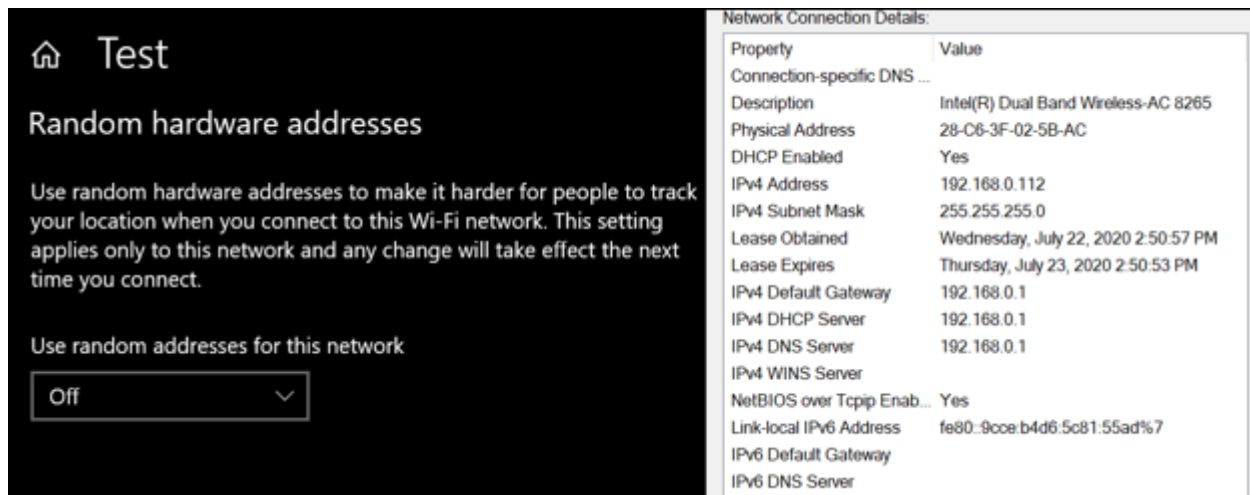 Test
Random hardware addresses
Use random hardware addresses to make it harder for people to track
your location when you connect to this Wi-Fi network. This setting
applies only to this network and any change will take effect the next
time you connect.
Use random addresses for this network
Off
Network Connection Details:
Property Value
Connection-specific DNS ...
Description Intel(R) Dual Band Wireless-AC 8265
Physical Address 28-C6-3F-02-5B-AC
DHCP Enabled Yes
IPv4 Address 192.168.0.112
IPv4 Subnet Mask 255.255.255.0
Lease Obtained Wednesday, July 22, 2020 2:50:57 PM
Lease Expires Thursday, July 23, 2020 2:50:53 PM
IPv4 Default Gateway 192.168.0.1
IPv4 DHCP Server 192.168.0.1
IPv4 DNS Server 192.168.0.1
IPv4 WINS Server
NetBIOS over Tcpip Enab... Yes
Link-local IPv6 Address fe80::9cce:b4d6:5c81:55ad%7
IPv6 Default Gateway
IPv6 DNS Server